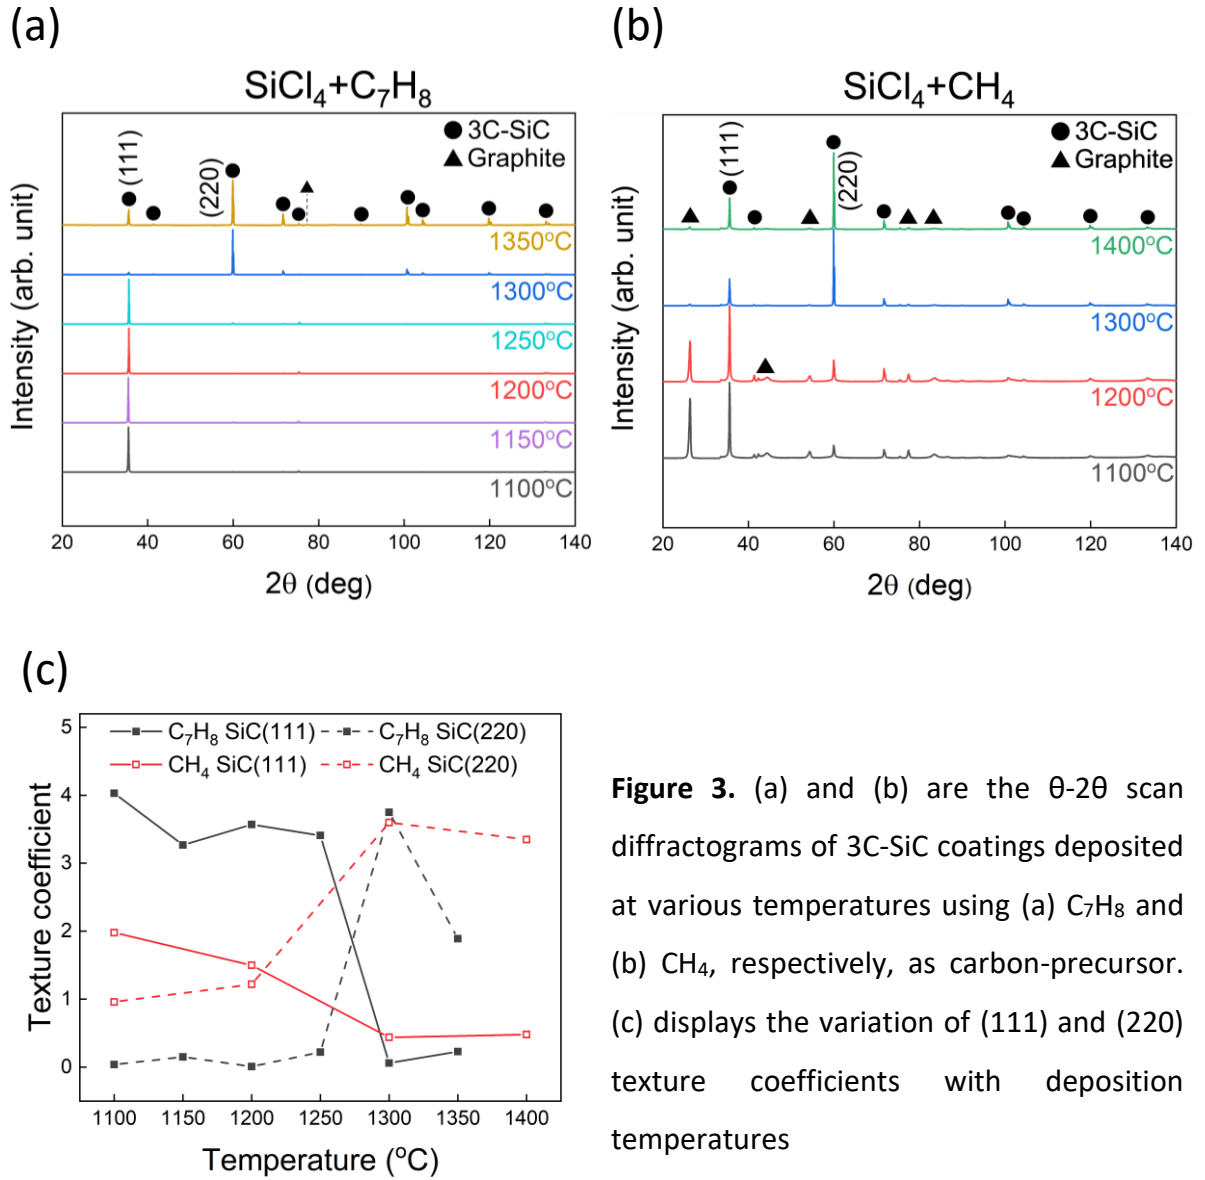 (a)
SiCl₄+C₇H₈
● 3C-SiC
▲ Graphite
(111)
(220)
Intensity (arb. unit)
1350°C
1300°C
1250°C
1200°C
1150°C
1100°C
20 40 60 80 100 120 140
2θ (deg)
(b)
SiCl₄+CH₄
● 3C-SiC
▲ Graphite
(111)
(220)
Intensity (arb. unit)
1400°C
1300°C
1200°C
1100°C
20 40 60 80 100 120 140
2θ (deg)
(c)
C₇H₈ SiC(111) C₇H₈ SiC(220)
CH₄ SiC(111) CH₄ SiC(220)
Texture coefficient
5
4
3
2
1
0
1100 1150 1200 1250 1300 1350 1400
Temperature (°C)
Figure 3. (a) and (b) are the θ-2θ scan
diffractograms of 3C-SiC coatings deposited
at various temperatures using (a) C₇H₈ and
(b) CH₄, respectively, as carbon-precursor.
(c) displays the variation of (111) and (220)
texture coefficients with deposition
temperatures